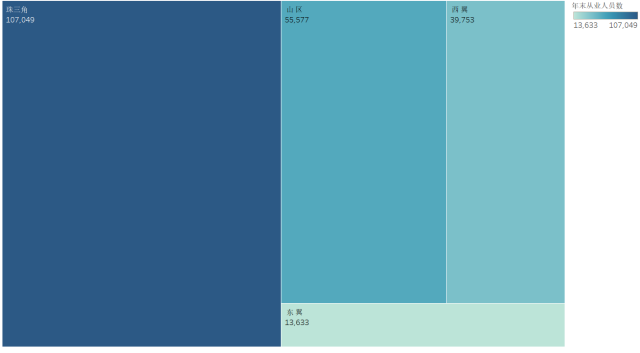 珠三角
107,049
山区
55,577
西翼
39,753
东翼
13,633
年末从业人员数
13,633 107,049